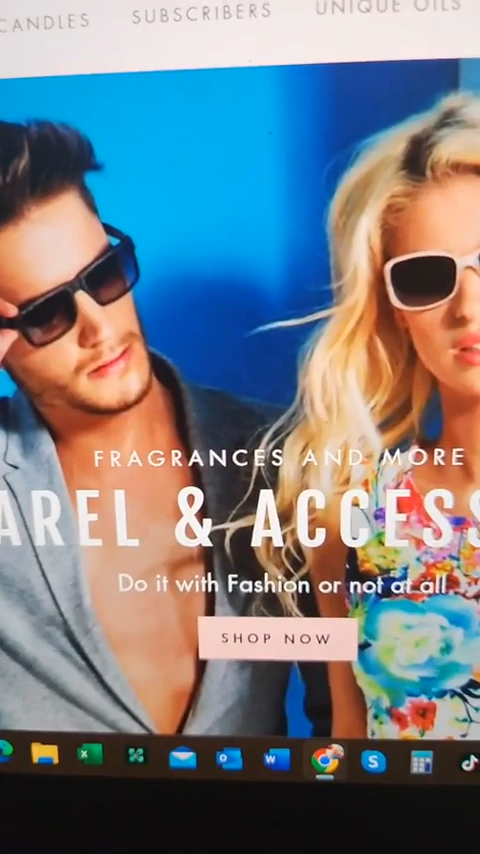 CANDLES SUBSCRIBERS UNIQUE OILS
FRAGRANCES AND MORE
AREL & ACCESS
Do it with Fashion or not at all
SHOP NOW